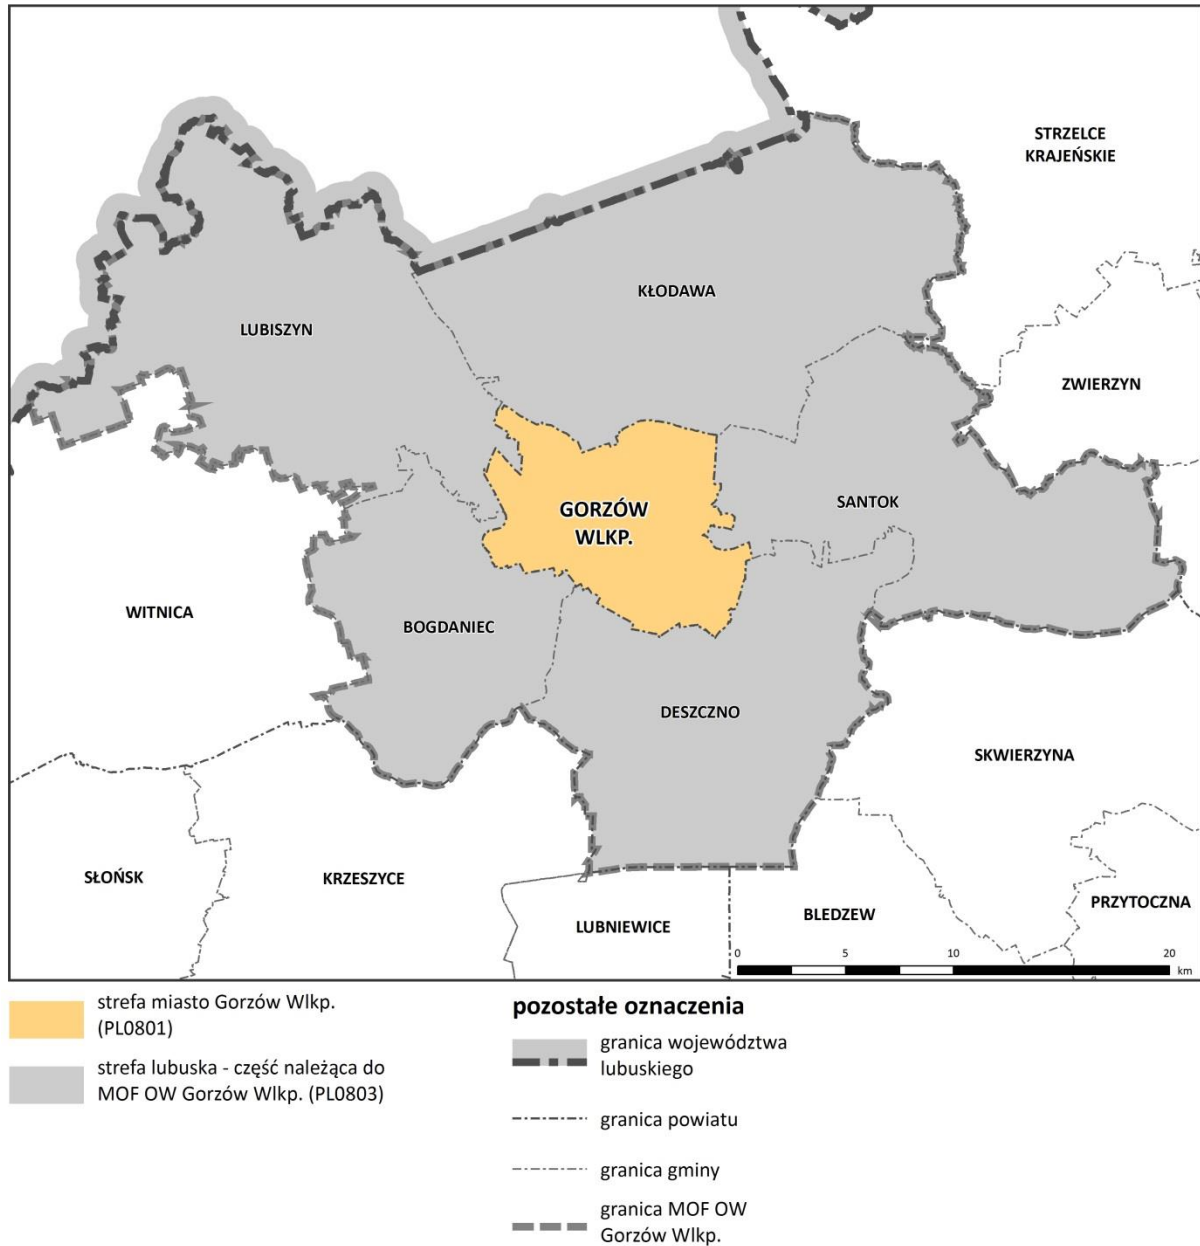 STRZELCE
KRAJEŃSKIE
KŁODAWA
LUBISZYN
ZWIERZYN
GORZÓW
WLKP.
SANTOK
WITNICA
BOGDANIEC
DESZCZNO
SKWIERZYNA
SŁOŃSK
KRZESZYCE
LUBNIEWICE
BLEDZEW
PRZYTOCZNA
0 5 10 20
km
strefa miasto Gorzów Wlkp.
(PL0801)
strefa lubuska - część należąca do
MOF OW Gorzów Wlkp. (PL0803)
pozostałe oznaczenia
granica województwa
lubuskiego
granica powiatu
granica gminy
granica MOF OW
Gorzów Wlkp.